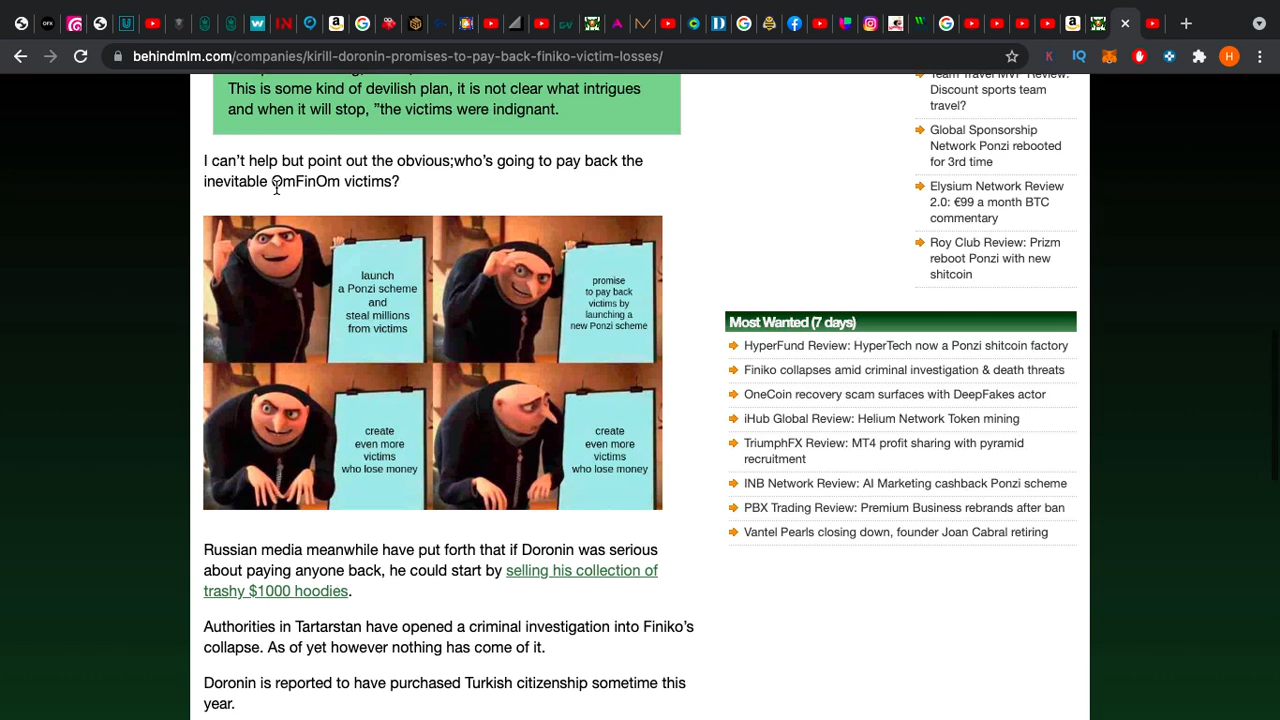 behindmlm.com/companies/kirill-doronin-promises-to-pay-back-finiko-victim-losses/
This is some kind of devilish plan, it is not clear what intrigues
and when it will stop, ”the victims were indignant.
I can’t help but point out the obvious;who’s going to pay back the
inevitable OmFinOm victims?
launch
a Ponzi scheme
and
steal millions
from victims
promise
to pay back
victims by
launching a
new Ponzi scheme
create
even more
victims
who lose money
create
even more
victims
who lose money
Russian media meanwhile have put forth that if Doronin was serious
about paying anyone back, he could start by selling his collection of
trashy $1000 hoodies.
Authorities in Tartarstan have opened a criminal investigation into Finiko’s
collapse. As of yet however nothing has come of it.
Doronin is reported to have purchased Turkish citizenship sometime this
year.
Team Travel MVP Review:
Discount sports team
travel?
Global Sponsorship
Network Ponzi rebooted
for 3rd time
Elysium Network Review
2.0: €99 a month BTC
commentary
Roy Club Review: Prizm
reboot Ponzi with new
shitcoin
Most Wanted (7 days)
HyperFund Review: HyperTech now a Ponzi shitcoin factory
Finiko collapses amid criminal investigation & death threats
OneCoin recovery scam surfaces with DeepFakes actor
iHub Global Review: Helium Network Token mining
TriumphFX Review: MT4 profit sharing with pyramid
recruitment
INB Network Review: AI Marketing cashback Ponzi scheme
PBX Trading Review: Premium Business rebrands after ban
Vantel Pearls closing down, founder Joan Cabral retiring